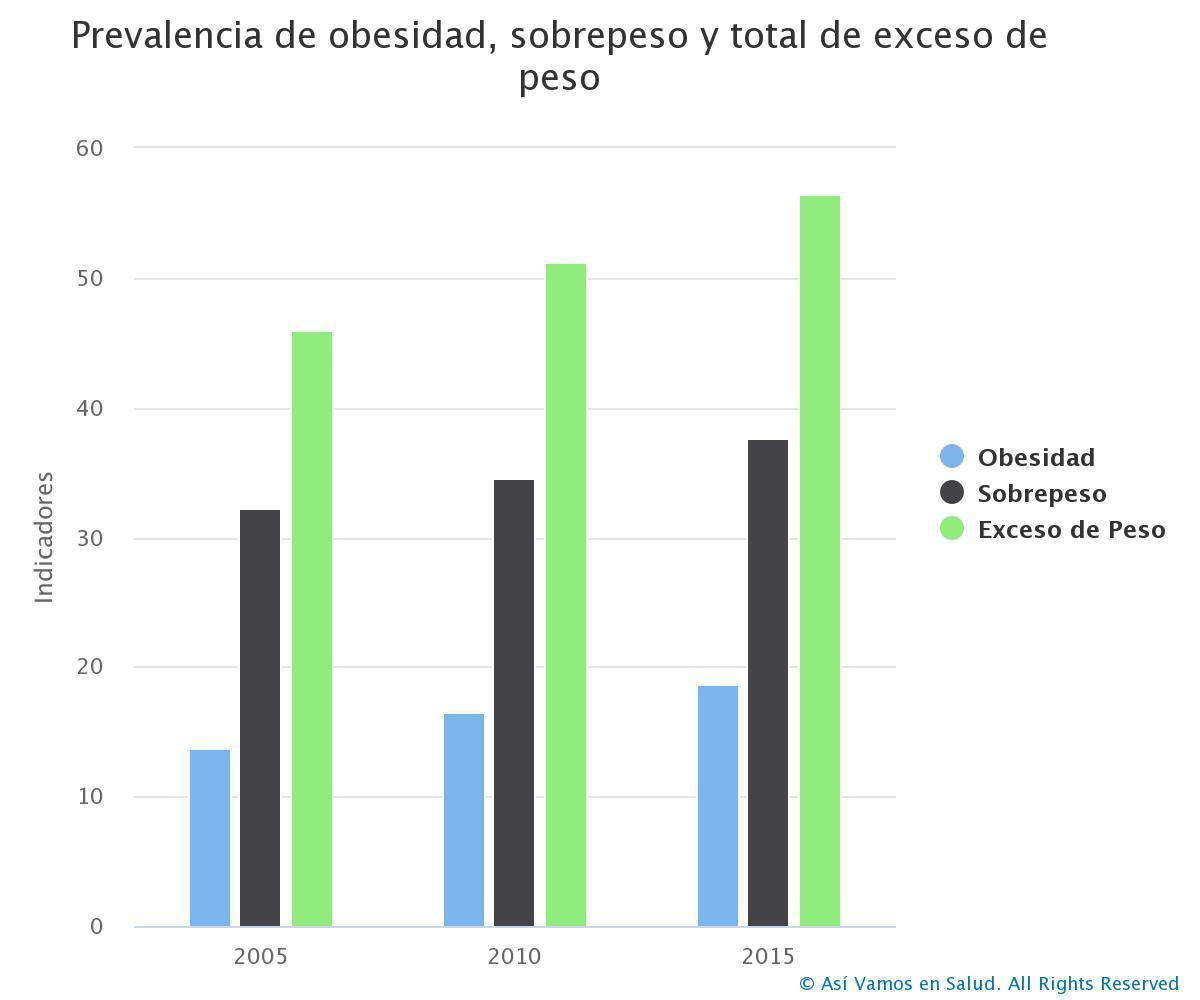 Prevalencia de obesidad, sobrepeso y total de exceso de
peso
60
50
40
30
20
10
0
Indicadores
2005
2010
2015
Obesidad
Sobrepeso
Exceso de Peso
© Así Vamos en Salud. All Rights Reserved